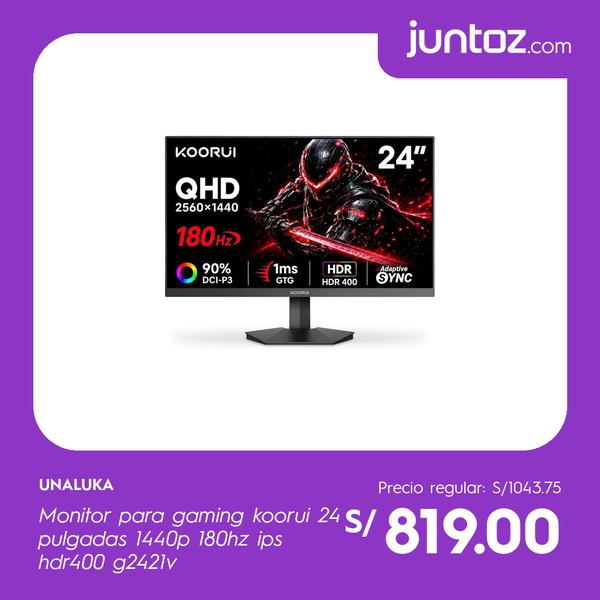 juntoz.com
KOORUI
24"
QHD
2560×1440
180Hz
90%
DCI-P3
1ms
GTG
HDR
HDR 400
Adaptive
SYNC
KOORUI
UNALUKA
Precio regular: S/1043.75
Monitor para gaming koorui 24
pulgadas 1440p 180hz ips
hdr400 g2421v
S/ 819.00